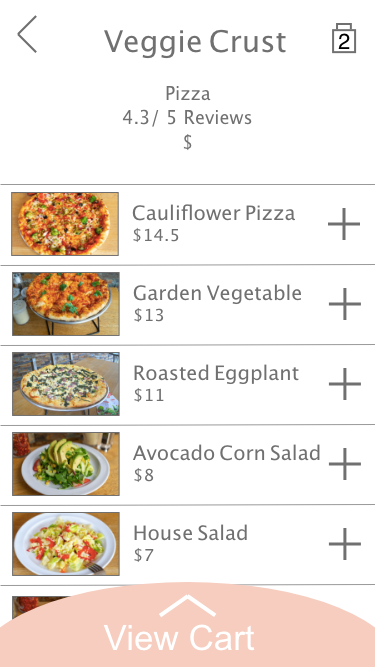 Veggie Crust
2
Pizza
4.3/ 5 Reviews
$
Cauliflower Pizza
$14.5
Garden Vegetable
$13
Roasted Eggplant
$11
Avocado Corn Salad
$8
House Salad
$7
View Cart